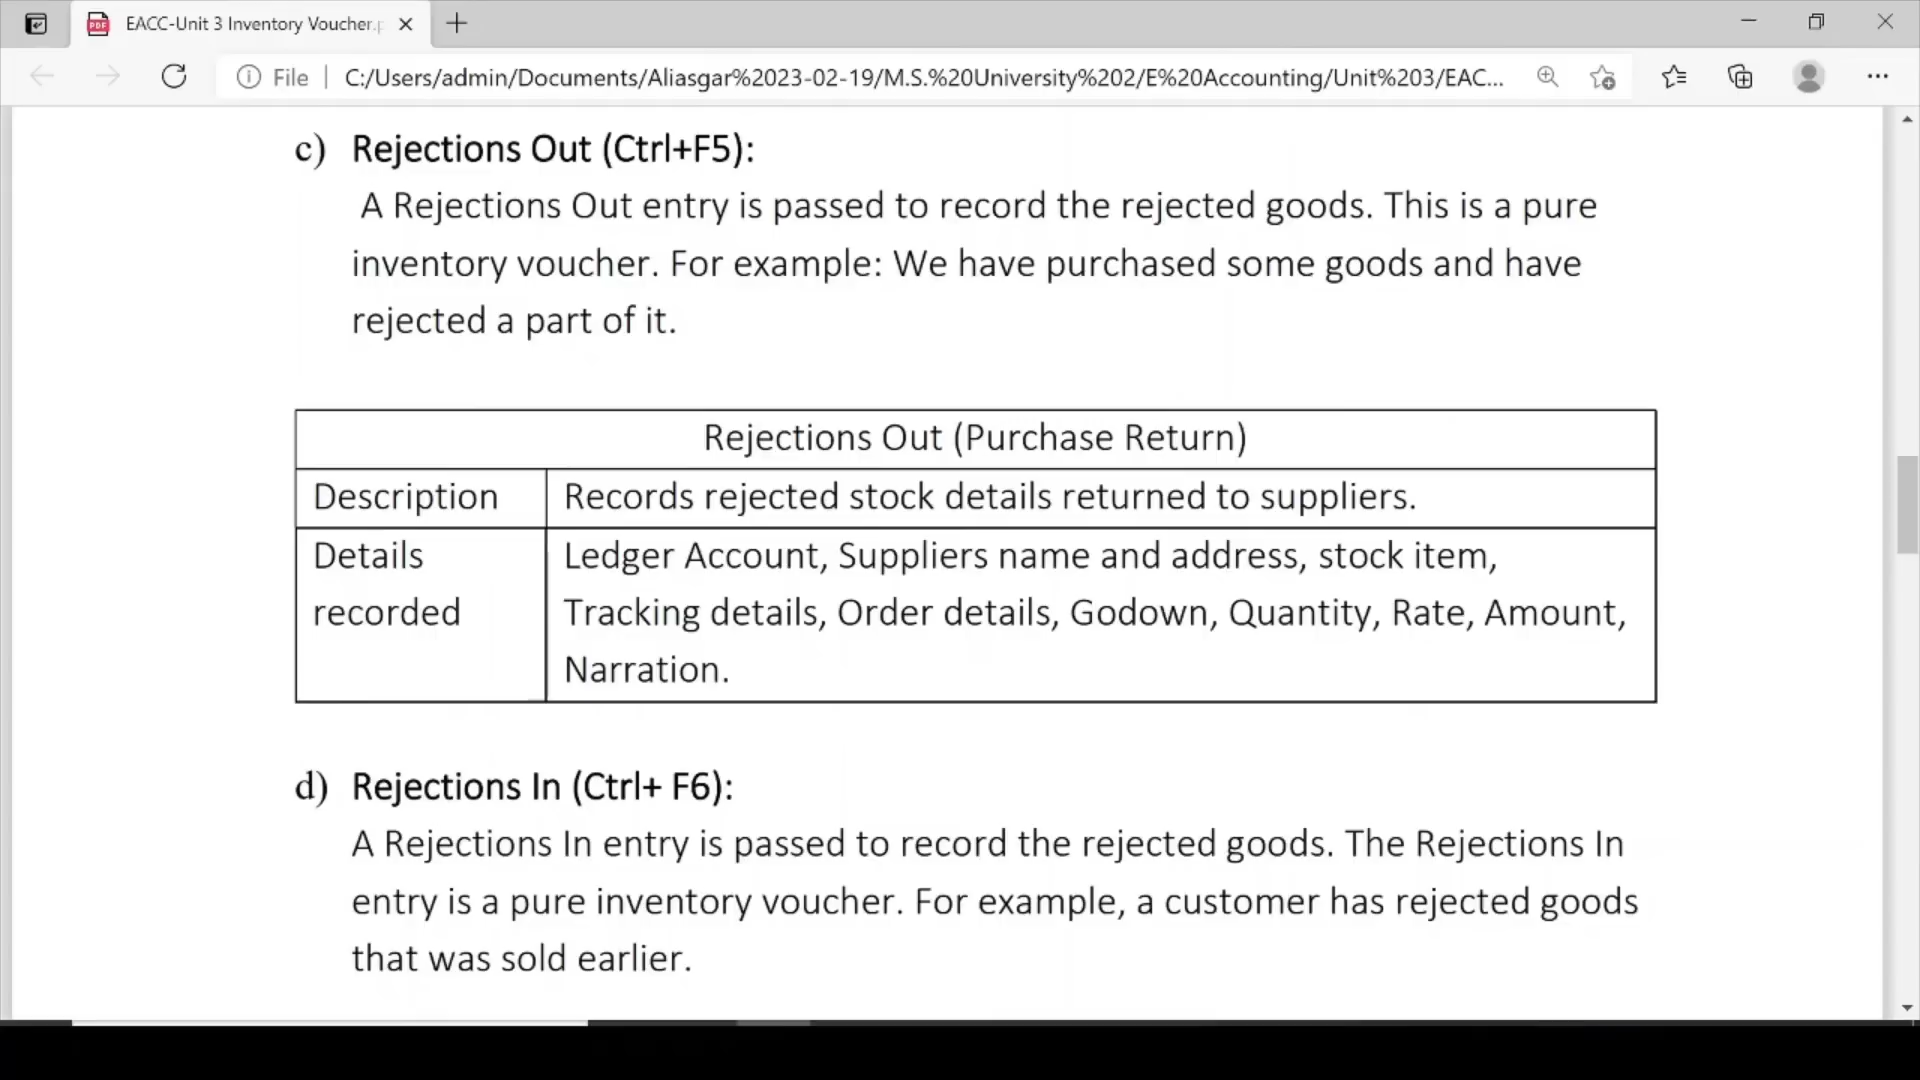 EACC-Unit 3 Inventory Voucher.p
File
C:/Users/admin/Documents/Aliasgar%2023-02-19/M.S.%20University%202/E%20Accounting/Unit%203/EAC...
c) Rejections Out (Ctrl+F5):
A Rejections Out entry is passed to record the rejected goods. This is a pure
inventory voucher. For example: We have purchased some goods and have
rejected a part of it.
Rejections Out (Purchase Return)
Description Records rejected stock details returned to suppliers.
Details Ledger Account, Suppliers name and address, stock item,
recorded Tracking details, Order details, Godown, Quantity, Rate, Amount,
Narration.
d) Rejections In (Ctrl+ F6):
A Rejections In entry is passed to record the rejected goods. The Rejections In
entry is a pure inventory voucher. For example, a customer has rejected goods
that was sold earlier.